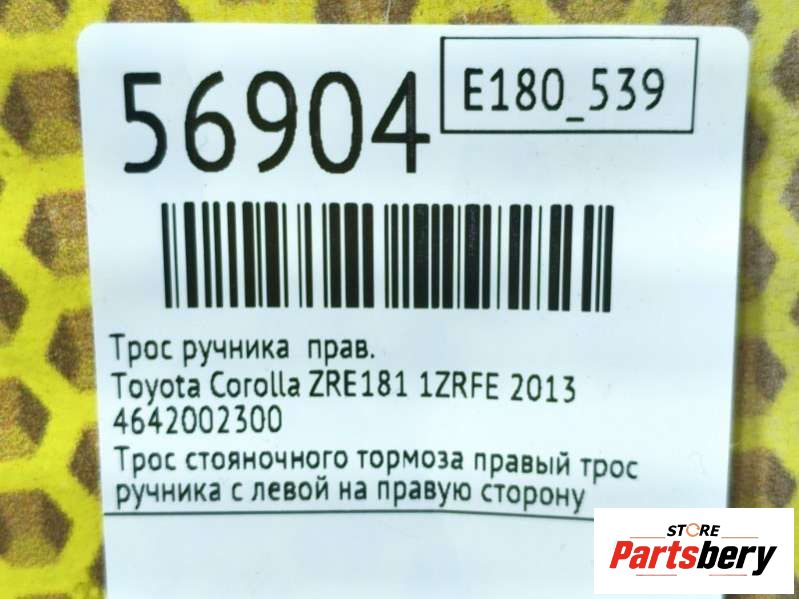 56904
E180_539
Трос ручника прав.
Toyota Corolla ZRE181 1ZRFE 2013
4642002300
Трос стояночного тормоза правый трос
ручника с левой на правую сторону
STORE
Partsbery